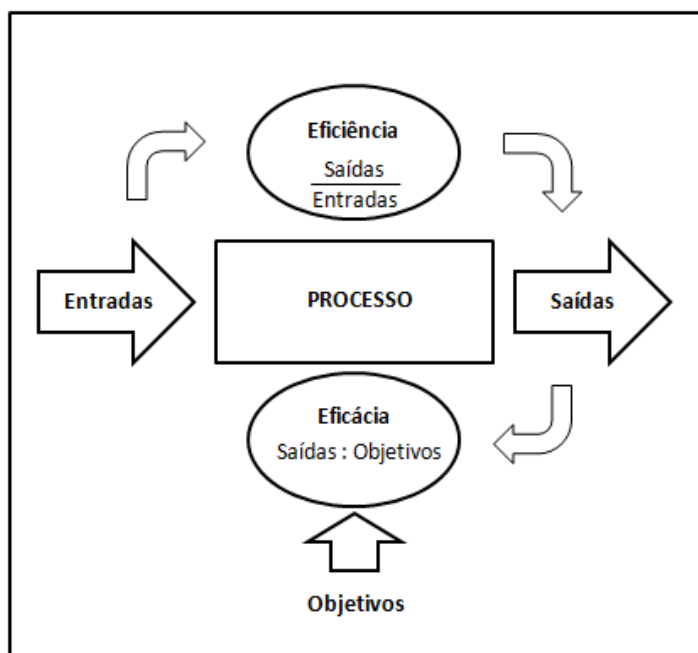 Eficiência
Saídas
Entradas
Entradas
PROCESSO
Saídas
Eficácia
Saídas : Objetivos
Objetivos